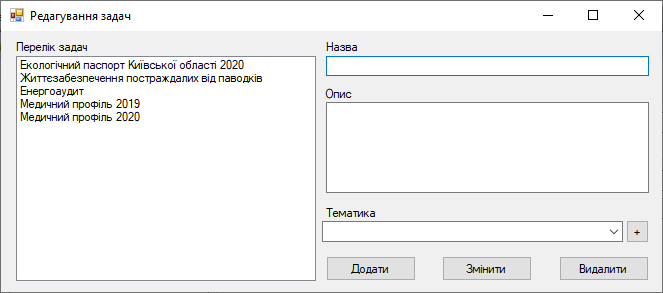 Редагування задач
Перелік задач
Екологічний паспорт Київської області 2020
Життєзабезпечення постраждалих від паводків
Енергоаудит
Медичний профіль 2019
Медичний профіль 2020
Назва
Опис
Тематика
+
Додати
Змінити
Видалити